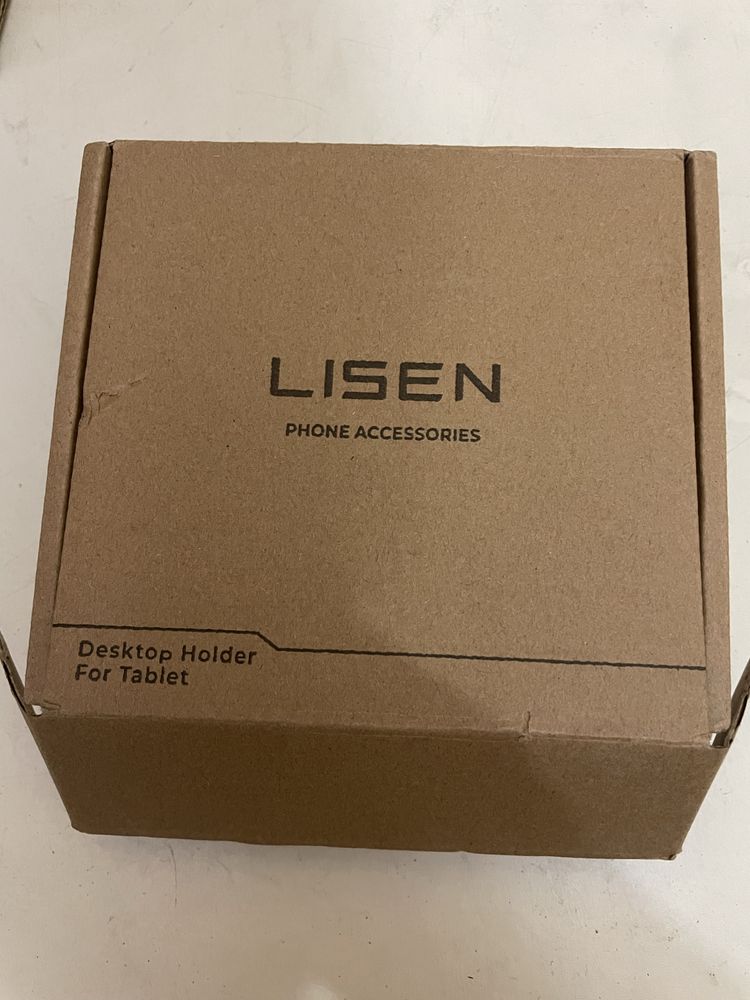 LISEN
PHONE ACCESSORIES
Desktop Holder
For Tablet